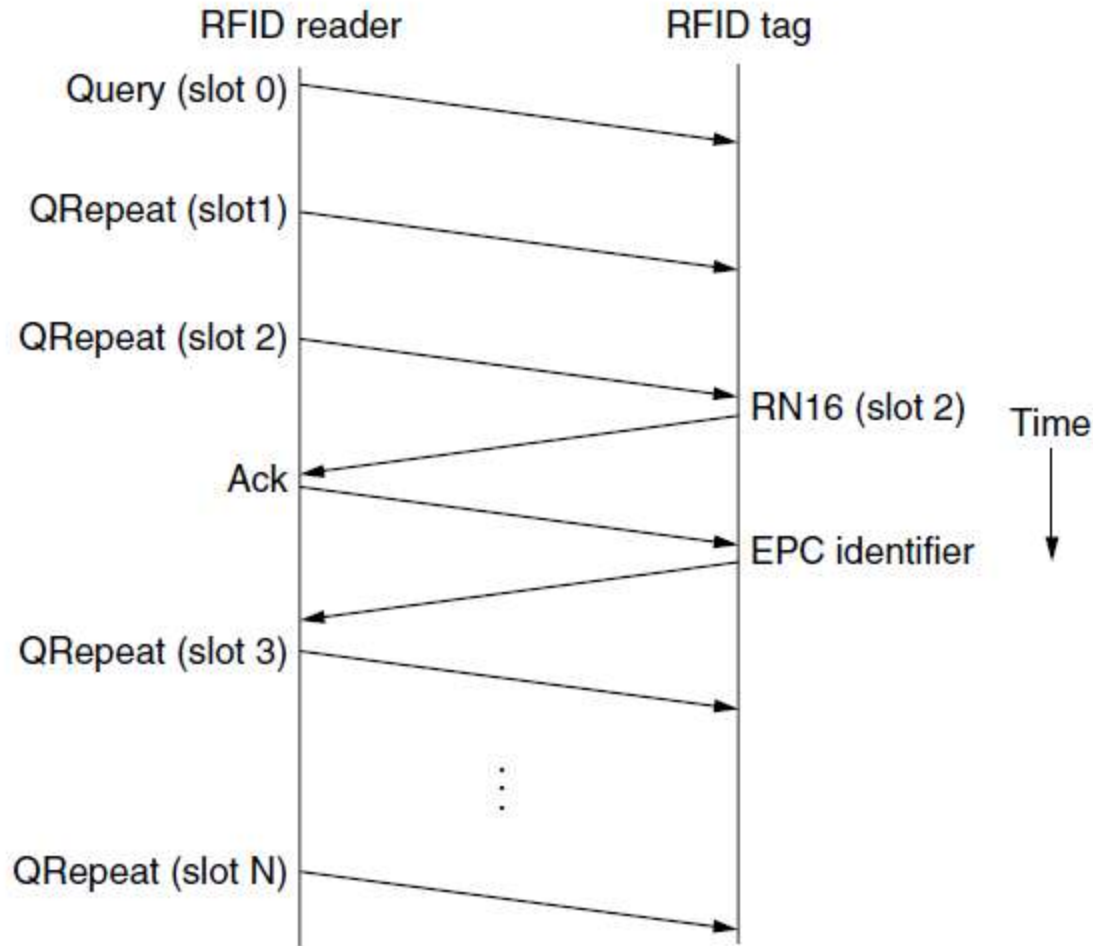 RFID reader
RFID tag
Query (slot 0)
QRepeat (slot1)
QRepeat (slot 2)
RN16 (slot 2)
Time
Ack
EPC identifier
QRepeat (slot 3)
QRepeat (slot N)